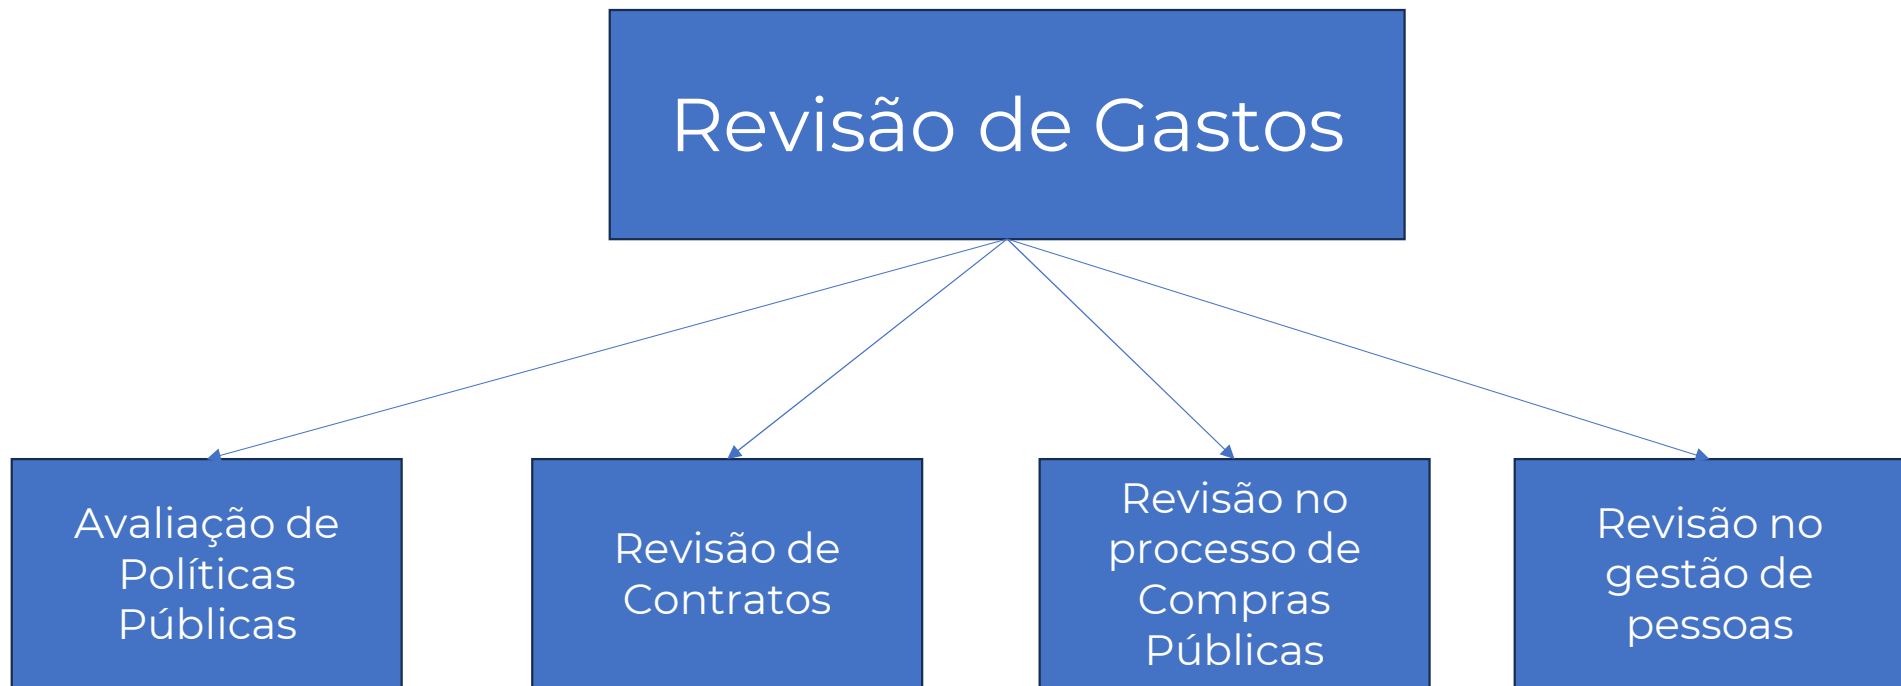 Revisão de Gastos
Avaliação de
Políticas
Públicas
Revisão de
Contratos
Revisão no
processo de
Compras
Públicas
Revisão no
gestão de
pessoas